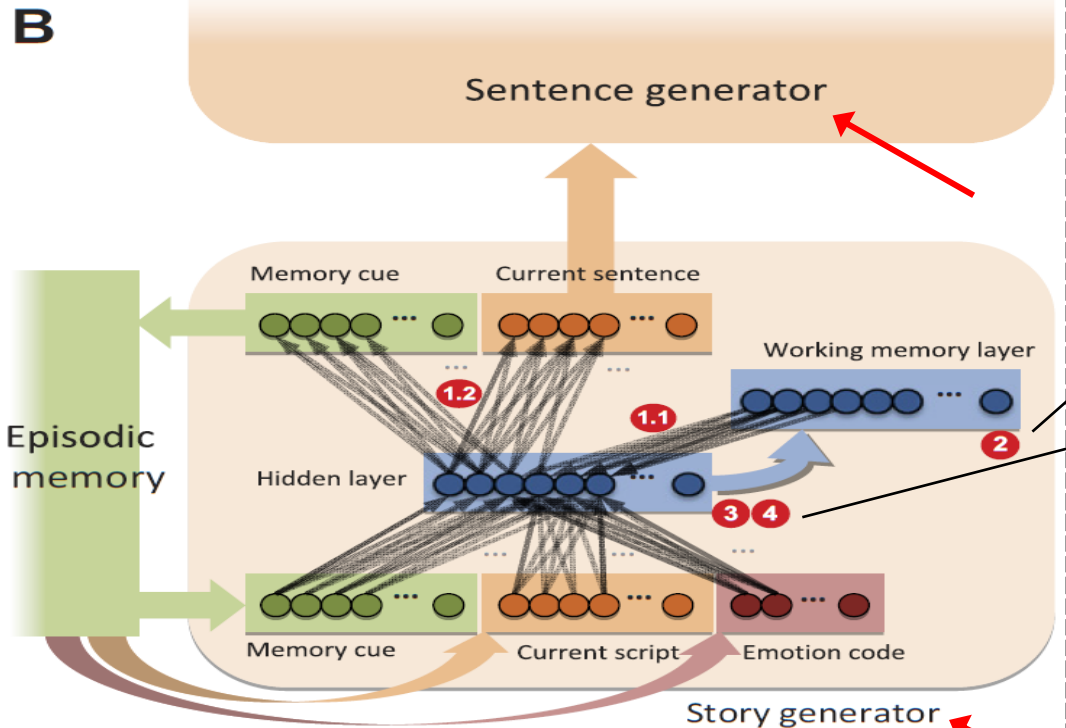 B
Sentence generator
Memory cue
Current sentence
Working memory layer
1.2
1.1
2
Episodic
memory
Hidden layer
3 4
Memory cue
Current script
Emotion code
Story generator